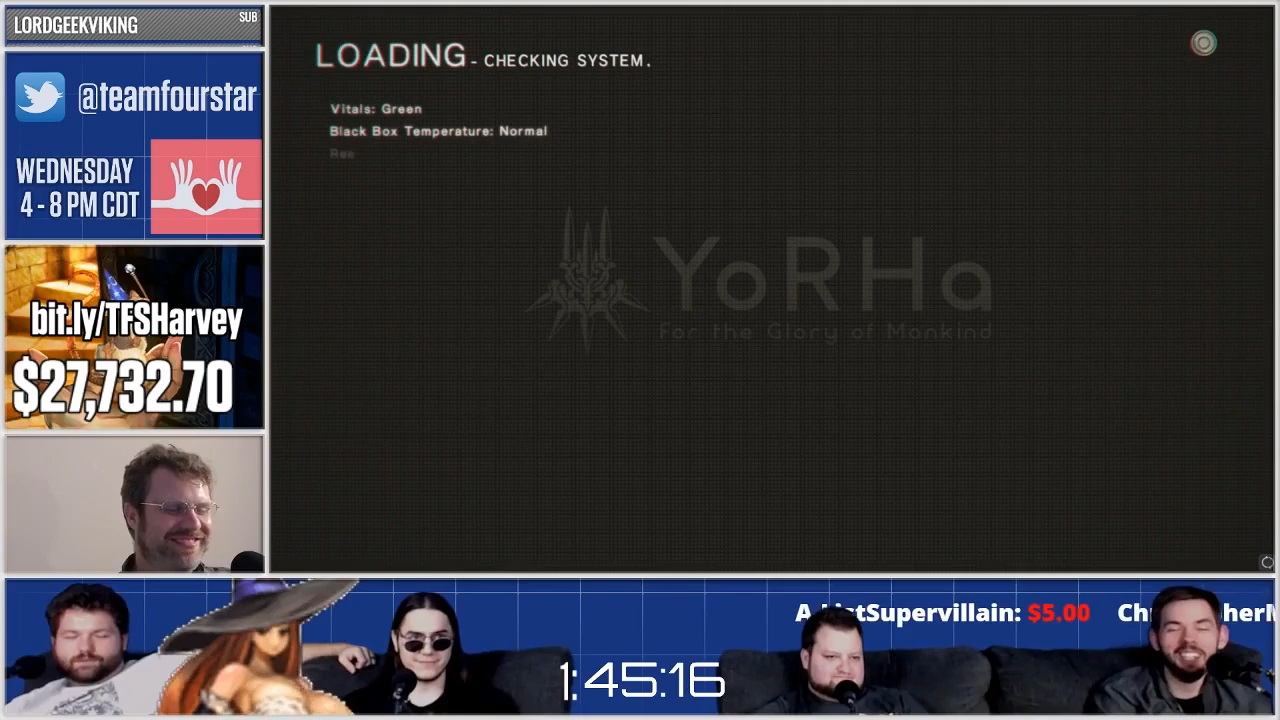 LORDGEEKVIKING
SUB
@teamfourstar
WEDNESDAY
4 - 8 PM CDT
bit.ly/TFSHarvey
$27,732.70
LOADING - CHECKING SYSTEM.
Vitals: Green
Black Box Temperature: Normal
YoRHa
For the Glory of Mankind
1:45:16
$5.00